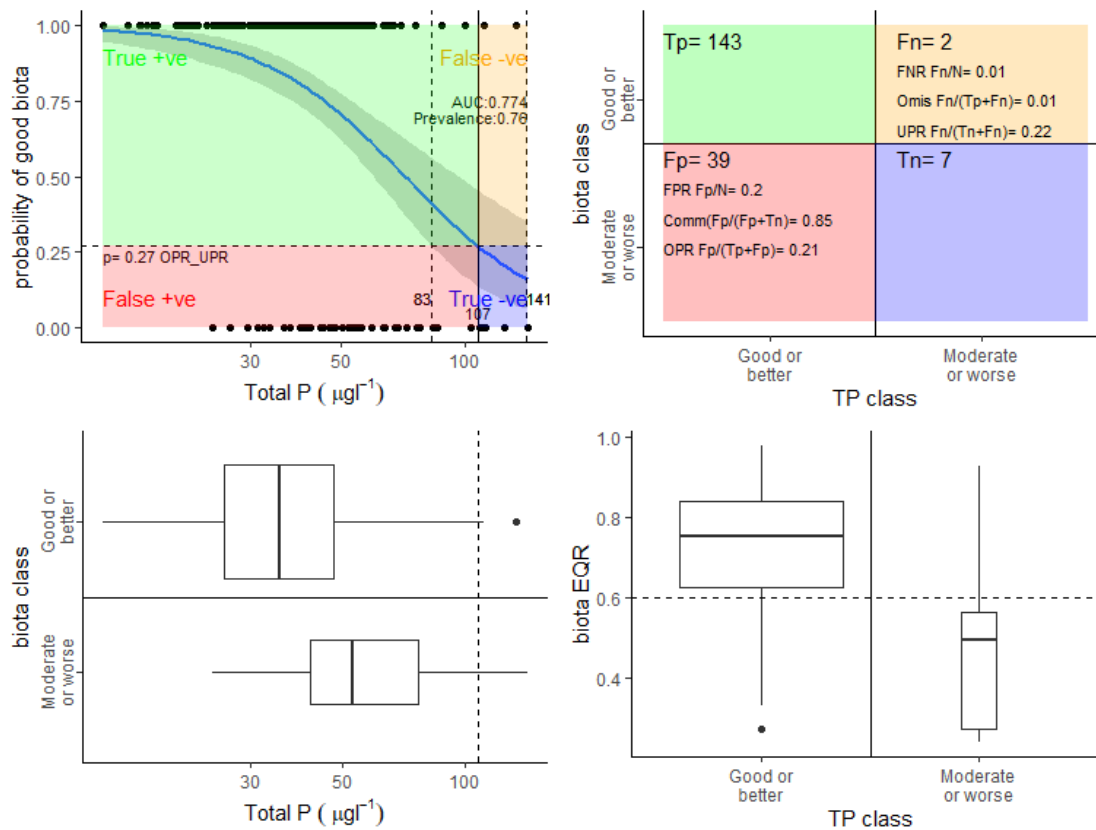 probability of good biota
1.00
0.75
0.50
0.25
0.00
True +ve
False -ve
AUC:0.774
Prevalence:0.76
p= 0.27 OPR_UPR
False +ve
83
True -ve
141
107
30
50
100
Total P ( μgl⁻¹)
biota class
Good or
better
Moderate
or worse
Tp= 143
Fn= 2
FNR Fn/N= 0.01
Omis Fn/(Tp+Fn)= 0.01
UPR Fn/(Tn+Fn)= 0.22
Fp= 39
FPR Fp/N= 0.2
Comm(Fp/(Fp+Tn)= 0.85
OPR Fp/(Tp+Fp)= 0.21
Tn= 7
Good or
better
Moderate
or worse
TP class
biota class
Good or
better
Moderate
or worse
30
50
100
Total P ( μgl⁻¹)
biota EQR
1.0
0.8
0.6
0.4
Good or
better
Moderate
or worse
TP class